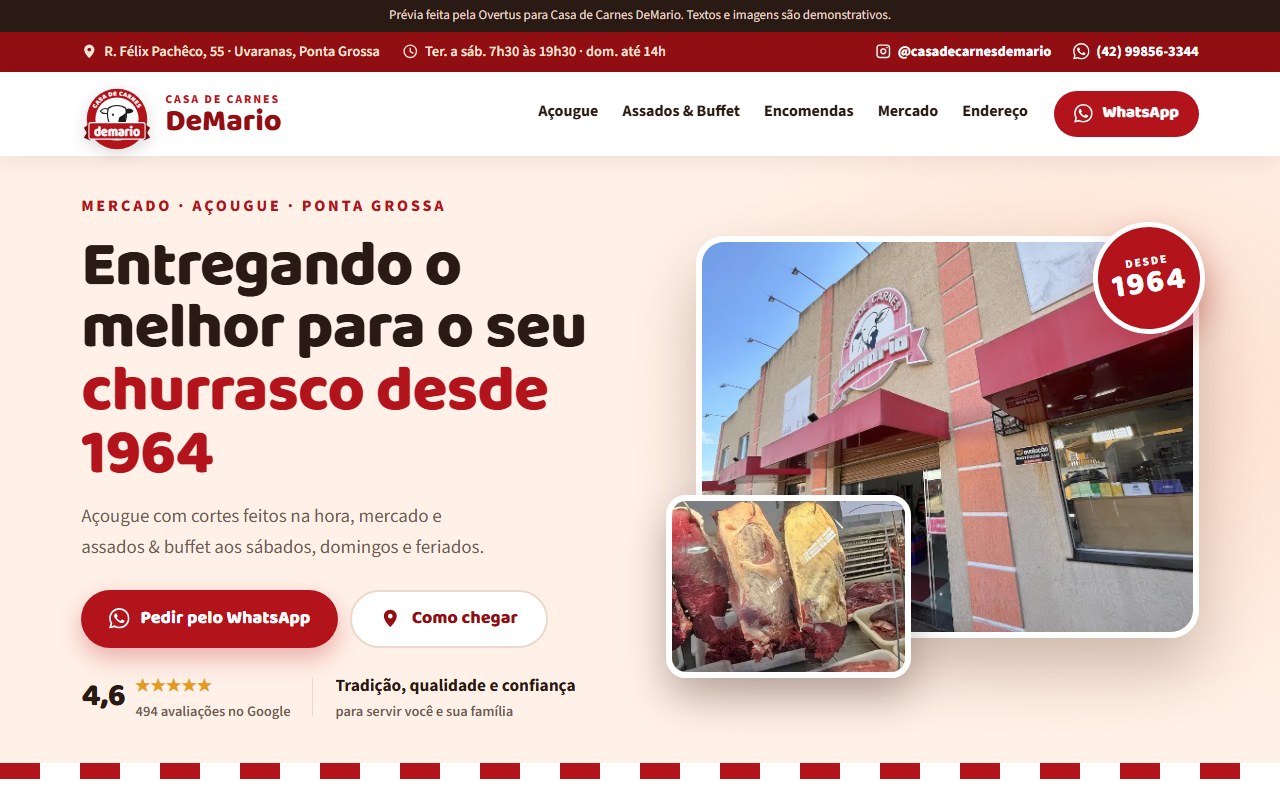 Prévia feita pela Overtus para Casa de Carnes DeMario. Textos e imagens são demonstrativos.
R. Félix Pachêco, 55 · Uvaranas, Ponta Grossa
Ter. a sáb. 7h30 às 19h30 · dom. até 14h
@casadecarnesdemario
(42) 99856-3344
CASA DE CARNES
demario
CASA DE CARNES
DeMario
Açougue
Assados & Buffet
Encomendas
Mercado
Endereço
WhatsApp
MERCADO · AÇOUGUE · PONTA GROSSA
Entregando o
melhor para o seu
churrasco desde
1964
Açougue com cortes feitos na hora, mercado e
assados & buffet aos sábados, domingos e feriados.
Pedir pelo WhatsApp
Como chegar
4,6
494 avaliações no Google
Tradição, qualidade e confiança
para servir você e sua família
DESDE
1964
CASA DE CARNES
demario